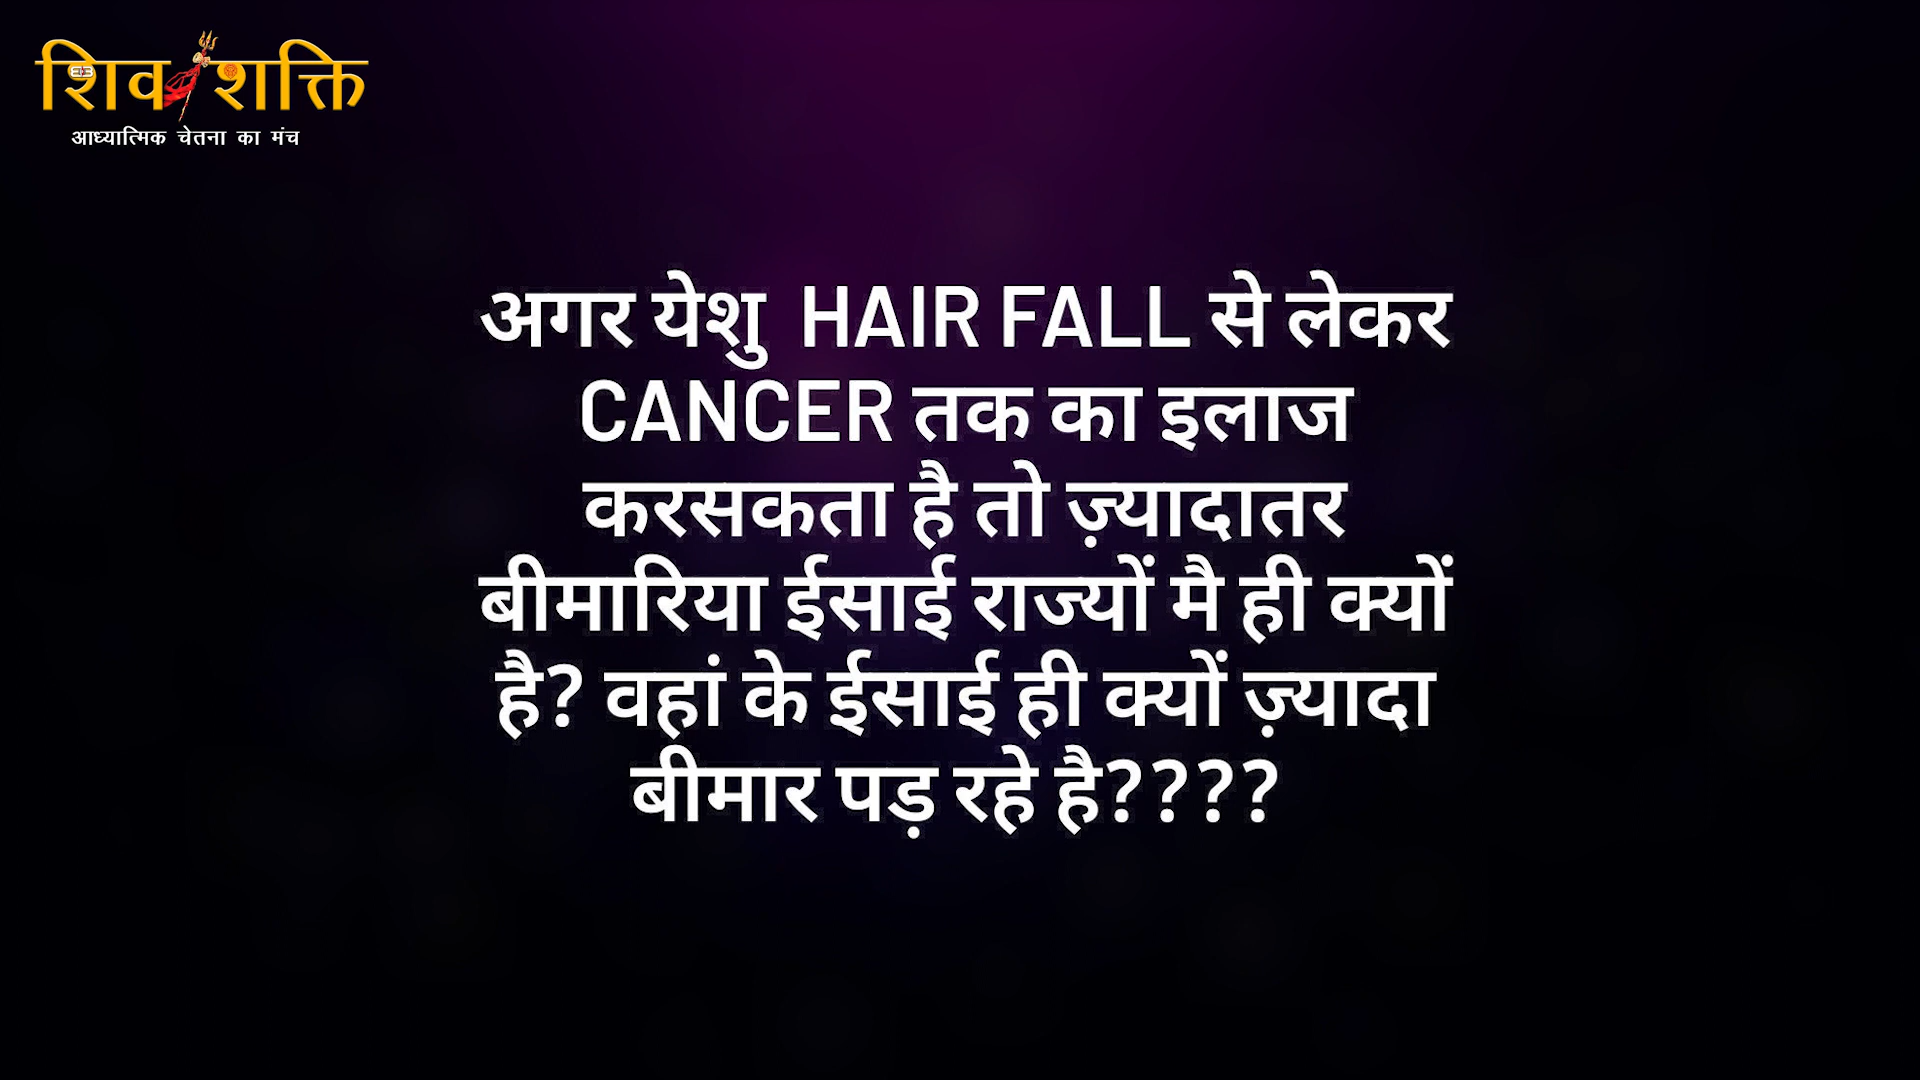 शिव शक्ति
आध्यात्मिक चेतना का मंच
अगर येशु HAIR FALL से लेकर
CANCER तक का इलाज
करसकता है तो ज़्यादातर
बीमारिया ईसाई राज्यों मै ही क्यों
है? वहां के ईसाई ही क्यों ज़्यादा
बीमार पड़ रहे है????